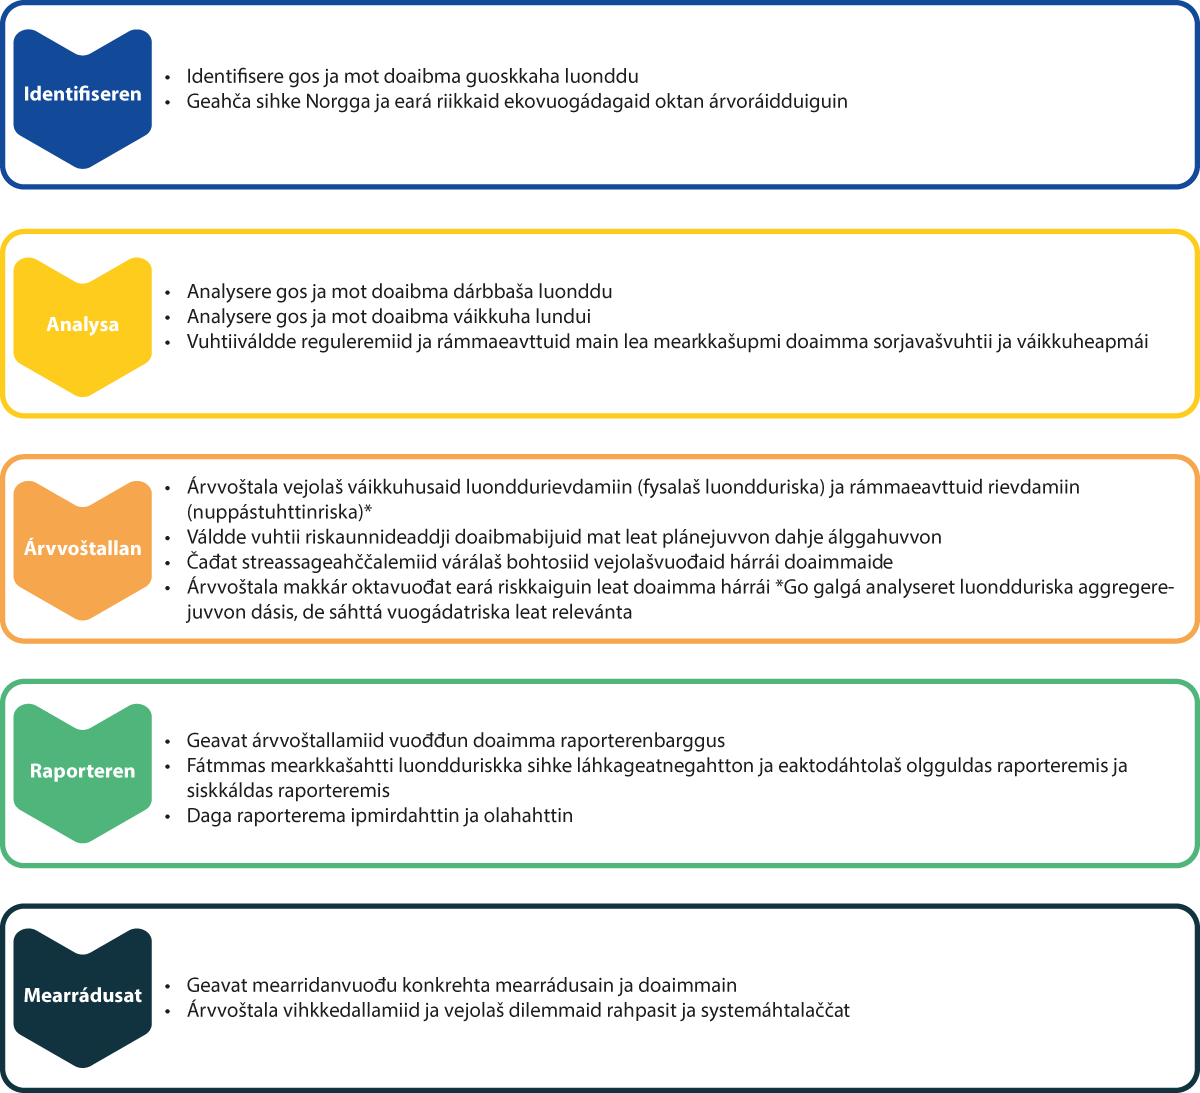 Identifiseren
• Identifisere gos ja mot doaibma guoskkaha luonddu
• Geahča sihke Norgga ja eará riikkaid ekovuogádagaid oktan árvoráidduiguin
Analysa
• Analysere gos ja mot doaibma dárbbaša luonddu
• Analysere gos ja mot doaibma váikkuha lundui
• Vuhtiiváldde reguleremiid ja rámmaeavttuid main lea mearkkašupmi doaimma sorjavašvuhtii ja váikkuheapmái
Árvvoštallan
• Árvvoštala vejolaš váikkuhusaid luonddurievdamiin (fysalaš luondduriska) ja rámmaeavttuid rievdamiin
(nuppástuhttinriska)*
• Váldde vuhtii riskaunnideaddji doaibmabijuid mat leat plánejuvvon dahje álggahuvvon
• Čađat streassageahččalemiid várálaš bohtosiid vejolašvuođaid hárrái doaimmaide
• Árvvoštala makkár oktavuođat eará riskkaiguin leat doaimma hárrái *Go galgá analyseret luondduriska aggregere-
juvvon dásis, de sáhttá vuogádatriska leat relevánta
Raporteren
• Geavat árvvoštallamiid vuođđun doaimma raporterenbarggus
• Fátmmas mearkkašahtti luondduriskka sihke láhkageatnegahtton ja eaktodáhtolaš olgguldas raporteremis ja
siskkáldas raporteremis
• Daga raporterema ipmirdahttin ja olahahttin
Mearrádusat
• Geavat mearridanvuođu konkrehta mearrádusain ja doaimmain
• Árvvoštala vihkkedallamiid ja vejolaš dilemmaid rahpasit ja systemáhtalaččat